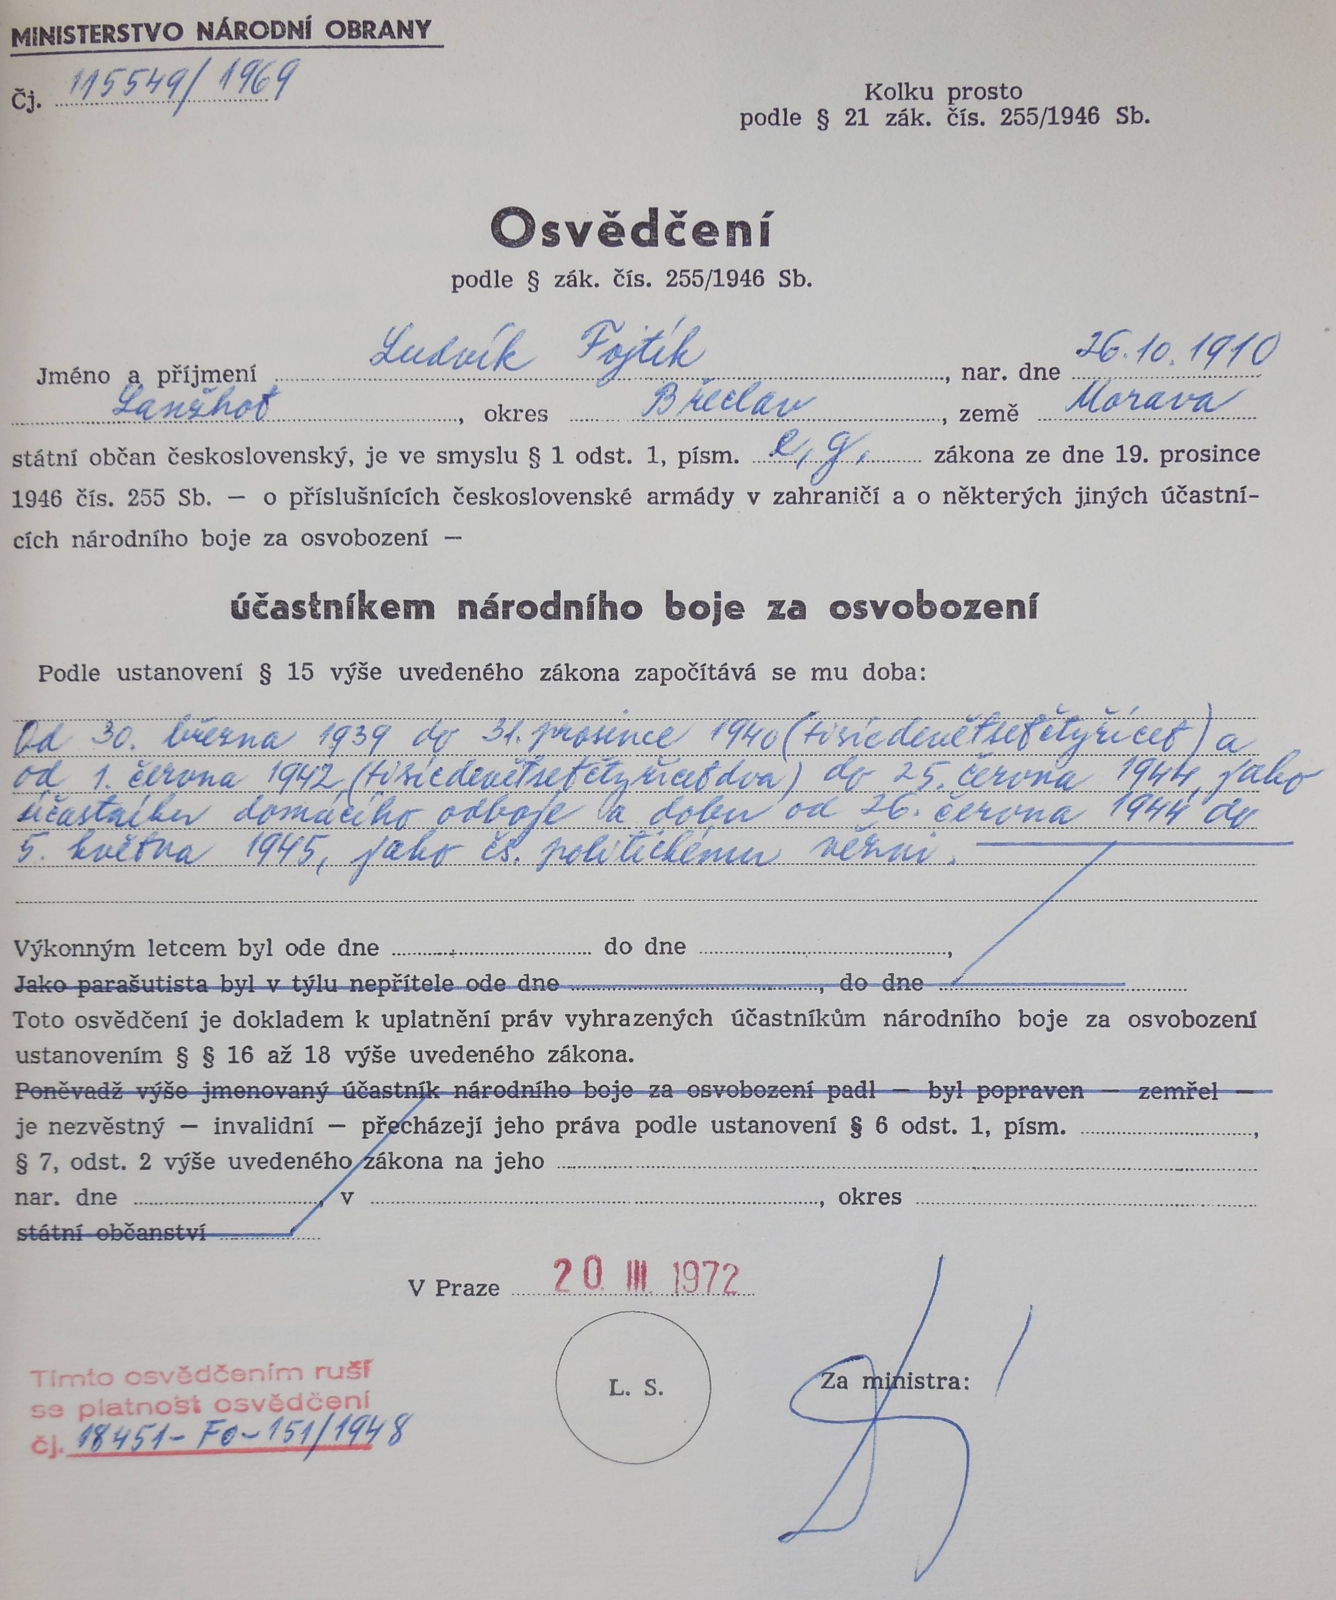 MINISTERSTVO NÁRODNÍ OBRANY
Čj. 115549/1969
Kolku prosto
podle § 21 zák. čís. 255/1946 Sb.
Osvědčení
podle § zák. čís. 255/1946 Sb.
Jméno a příjmení Ludvík Fojtík, nar. dne 26.10.1910
Lanžhot, okres Břeclav, země Morava
státní občan československý, je ve smyslu § 1 odst. 1, písm. e, g, zákona ze dne 19. prosince
1946 čís. 255 Sb. — o příslušnících československé armády v zahraničí a o některých jiných účastní-
cích národního boje za osvobození —
účastníkem národního boje za osvobození
Podle ustanovení § 15 výše uvedeného zákona započítává se mu doba:
Od 30. března 1939 do 31. prosince 1940 (tisícdevětsetčtyřicet) a
od 1. června 1942 (tisícdevětsetčtyřicetdva) do 25. června 1944, jako
účastníku domácího odboje a dobu od 26. června 1944 do
5. května 1945, jako čs. politickému vězni.
Výkonným letcem byl ode dne do dne ,
Jako parašutista byl v týlu nepřítele ode dne , do dne
Toto osvědčení je dokladem k uplatnění práv vyhrazených účastníkům národního boje za osvobození
ustanovením § § 16 až 18 výše uvedeného zákona.
Poněvadž výše jmenovaný účastník národního boje za osvobození padl — byl popraven — zemřel —
je nezvěstný — invalidní — přecházejí jeho práva podle ustanovení § 6 odst. 1, písm. ,
§ 7, odst. 2 výše uvedeného zákona na jeho
nar. dne , v , okres
státní občanství
V Praze 20 III 1972
Tímto osvědčením ruší
se platnost osvědčení
čj. 18451-Fo-151/1948
L. S.
Za ministra: